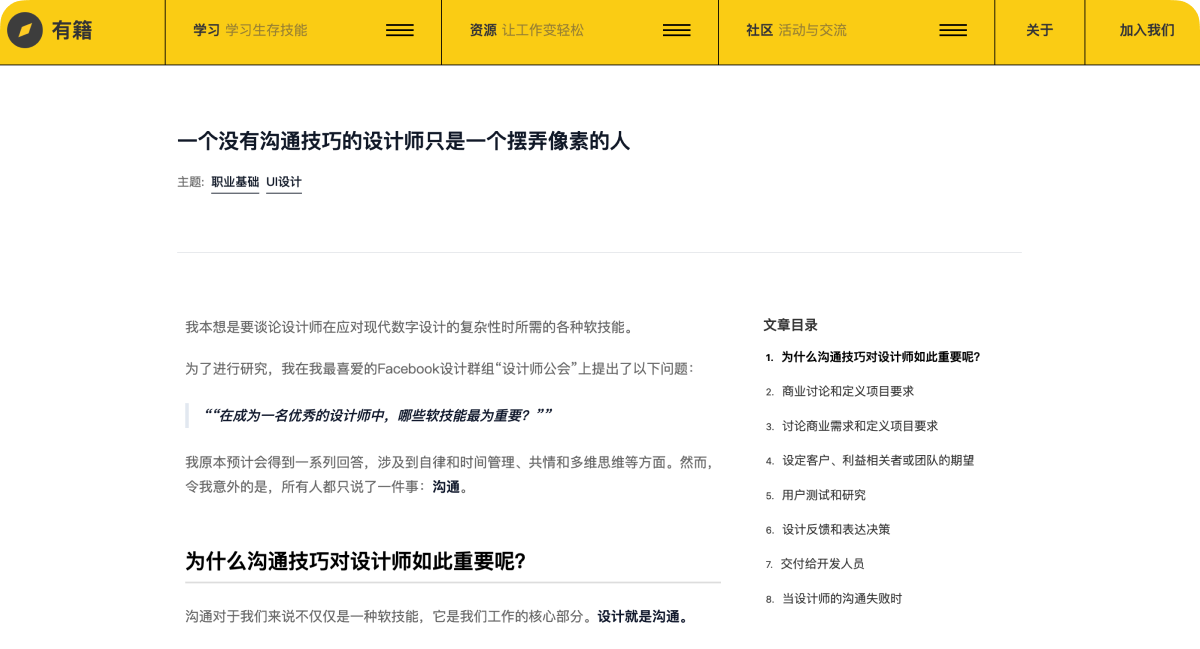 有籍
学习 学习生存技能
资源 让工作变轻松
社区 活动与交流
关于
加入我们
一个没有沟通技巧的设计师只是一个摆弄像素的人
主题: 职业基础 UI设计
我本想是要谈论设计师在应对现代数字设计的复杂性时所需的各种软技能。
为了进行研究，我在我最喜爱的Facebook设计群组“设计师公会”上提出了以下问题：
““在成为一名优秀的设计师中，哪些软技能最为重要？””
我原本预计会得到一系列回答，涉及到自律和时间管理、共情和多维思维等方面。然而，
令我意外的是，所有人都只说了一件事：沟通。
为什么沟通技巧对设计师如此重要呢?
沟通对于我们来说不仅仅是一种软技能，它是我们工作的核心部分。设计就是沟通。
文章目录
1. 为什么沟通技巧对设计师如此重要呢?
2. 商业讨论和定义项目要求
3. 讨论商业需求和定义项目要求
4. 设定客户、利益相关者或团队的期望
5. 用户测试和研究
6. 设计反馈和表达决策
7. 交付给开发人员
8. 当设计师的沟通失败时